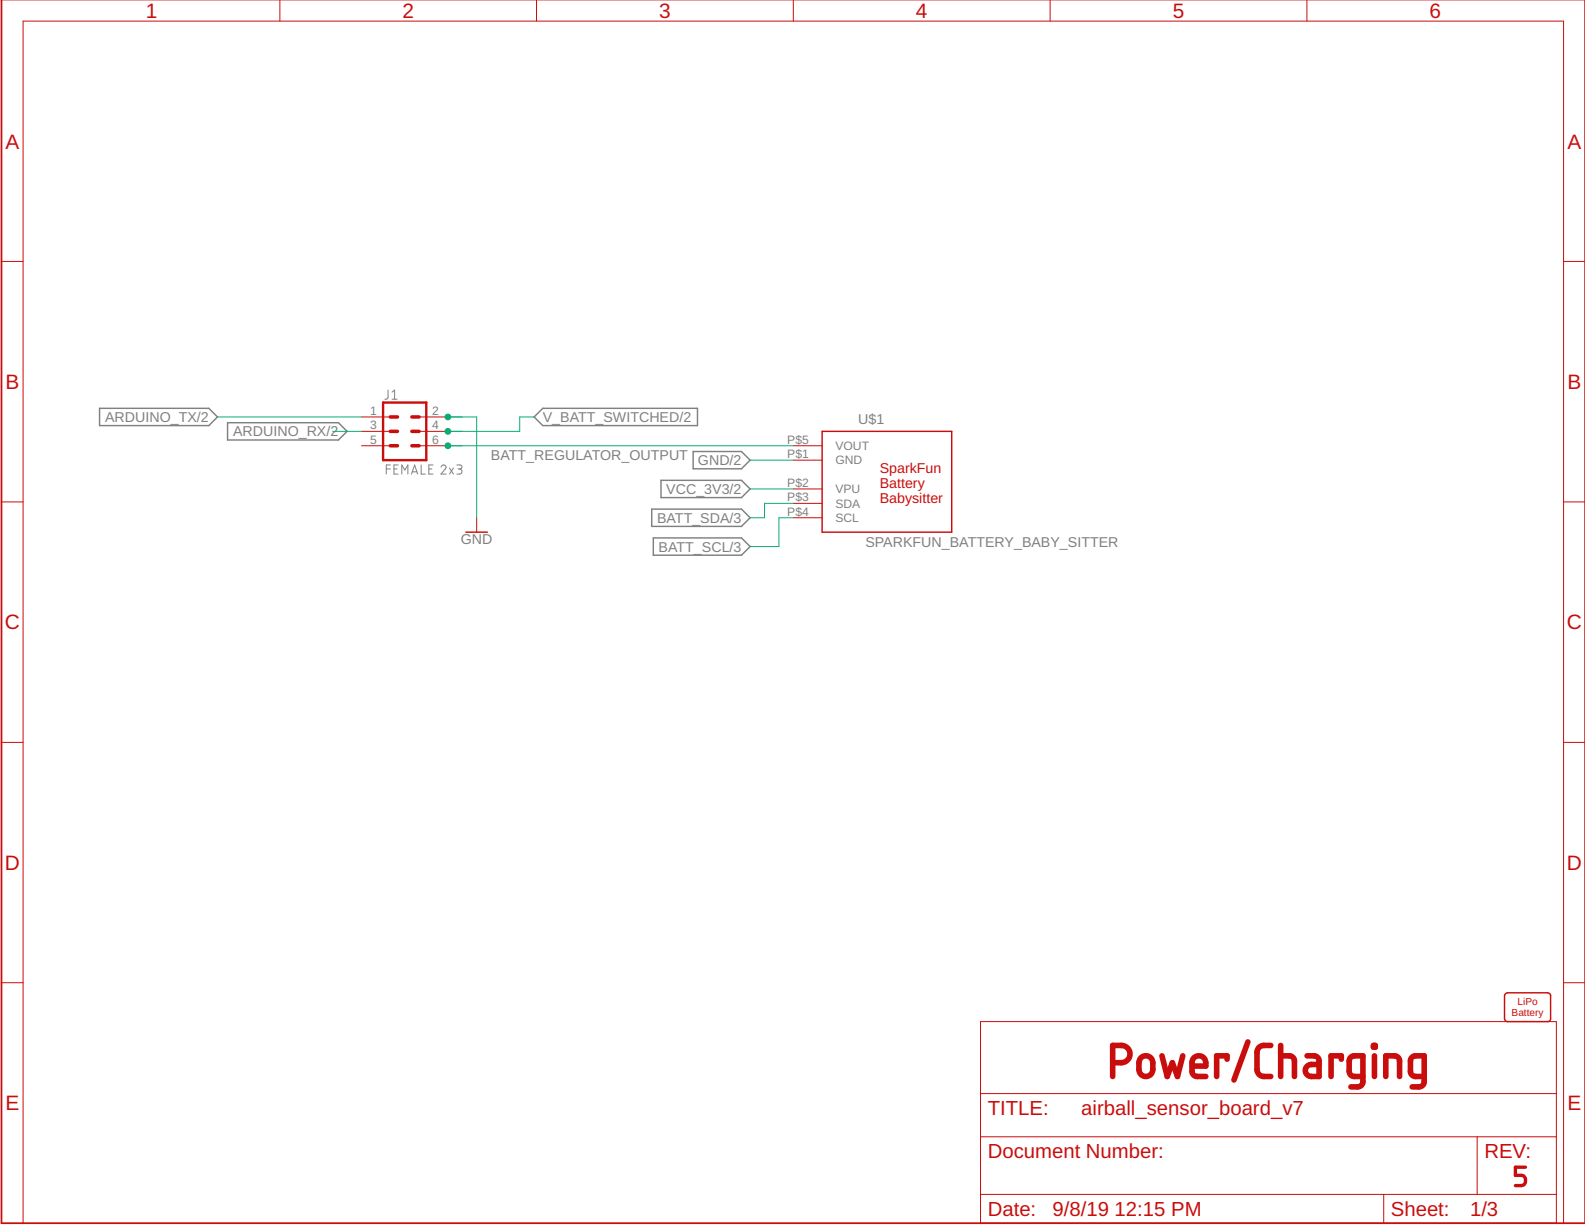 1 2 3 4 5 6
A A
B B
J1
ARDUINO_TX/2 1 2 V_BATT_SWITCHED/2
ARDUINO_RX/2 3 4
5 6
FEMALE 2x3
BATT_REGULATOR_OUTPUT
GND
U$1
P$5 VOUT
GND/2 P$1 GND
VCC_3V3/2 P$2 VPU
BATT_SDA/3 P$3 SDA
BATT_SCL/3 P$4 SCL
SparkFun
Battery
Babysitter
SPARKFUN_BATTERY_BABY_SITTER
C C
D D
E E
LiPo
Battery
Power/Charging
TITLE: airball_sensor_board_v7
Document Number:
REV:
5
Date: 9/8/19 12:15 PM
Sheet: 1/3